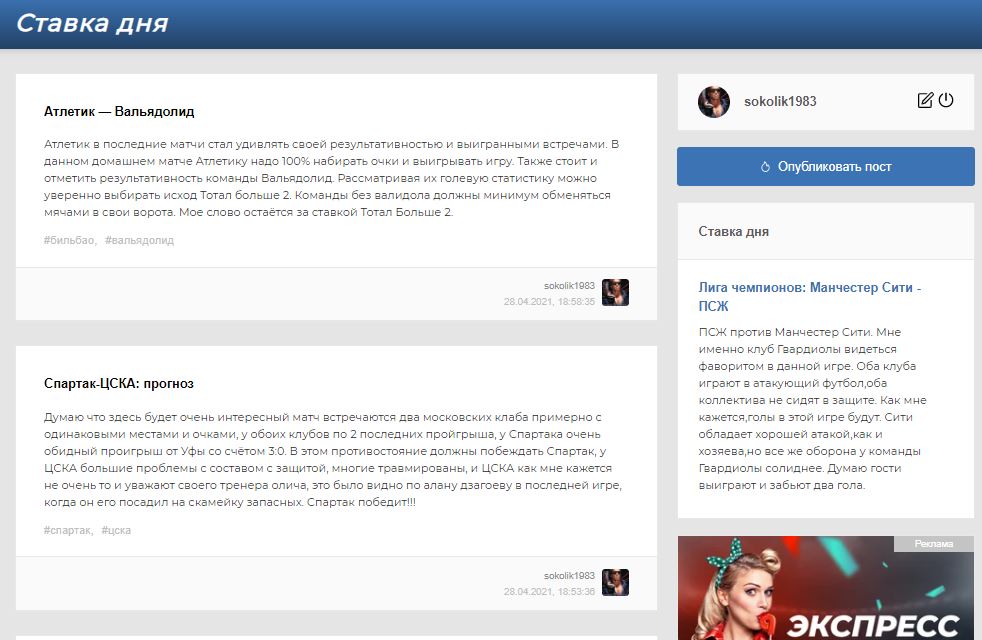 Ставка дня
Атлетик — Вальядолид
Атлетик в последние матчи стал удивлять своей результативностью и выигранными встречами. В
данном домашнем матче Атлетику надо 100% набирать очки и выигрывать игру. Также стоит и
отметить результативность команды Вальядолид. Рассматривая их голевую статистику можно
уверенно выбирать исход Тотал больше 2. Команды без валидола должны минимум обменяться
мячами в свои ворота. Мое слово остаётся за ставкой Тотал Больше 2.
#бильбао, #вальядолид
sokolik1983
28.04.2021, 18:58:35
Спартак-ЦСКА: прогноз
Думаю что здесь будет очень интересный матч встречаются два московских клаба примерно с
одинаковыми местами и очками, у обоих клубов по 2 последних пройгрыша, у Спартака очень
обидный проигрыш от Уфы со счётом 3:0. В этом противостояние должны побеждать Спартак, у
ЦСКА большие проблемы с составом с защитой, многие травмированы, и ЦСКА как мне кажется
не очень то и уважают своего тренера олича, это было видно по алану дзагоеву в последней игре,
когда он его посадил на скамейку запасных. Спартак победит!!!
#спартак, #цска
sokolik1983
28.04.2021, 18:53:36
sokolik1983
Опубликовать пост
Ставка дня
Лига чемпионов: Манчестер Сити -
ПСЖ
ПСЖ против Манчестер Сити. Мне
именно клуб Гвардиолы видеться
фаворитом в данной игре. Оба клуба
играют в атакующий футбол,оба
коллектива не сидят в защите. Как мне
кажется,голы в этой игре будут. Сити
обладает хорошей атакой,как и
хозяева,но все же оборона у команды
Гвардиолы солиднее. Думаю гости
выиграют и забьют два гола.
Реклама
ЭКСПРЕСС